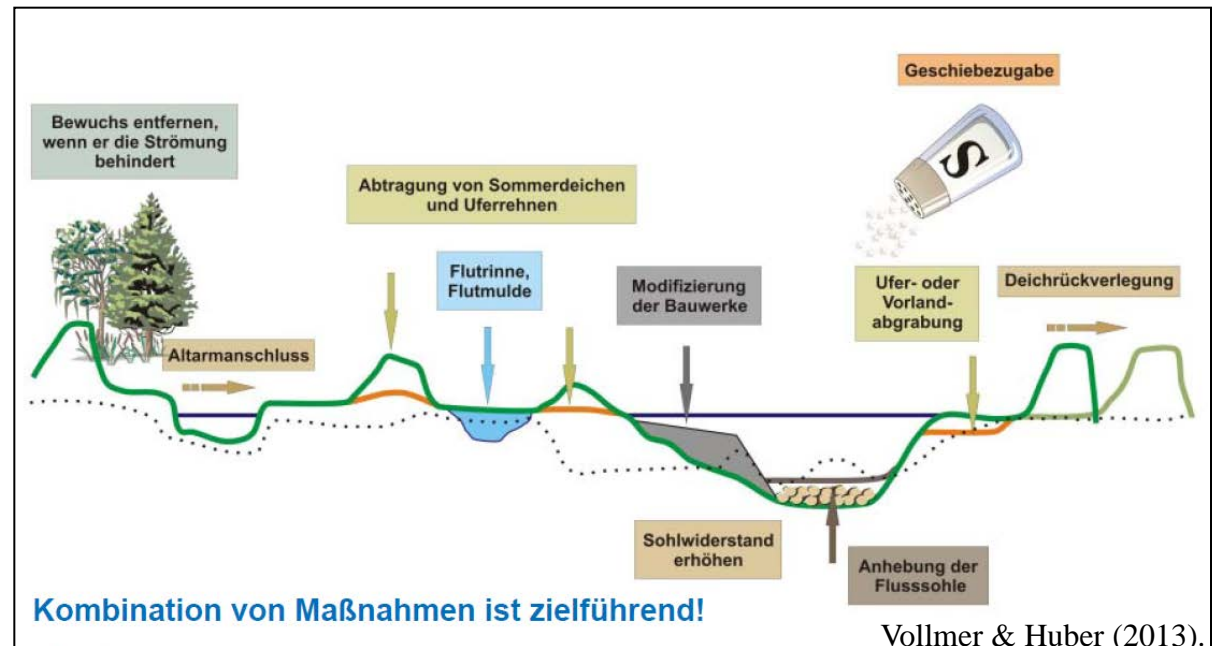 Geschiebezugabe
S
Bewuchs entfernen,
wenn er die Strömung
behindert
Abtragung von Sommerdeichen
und Uferrehnen
Flutrinne,
Flutmulde
Modifizierung
der Bauwerke
Ufer- oder
Vorland-
abgrabung
Deichrückverlegung
Altarmanschluss
Sohlwiderstand
erhöhen
Anhebung der
Flusssohle
Kombination von Maßnahmen ist zielführend!
Vollmer & Huber (2013).